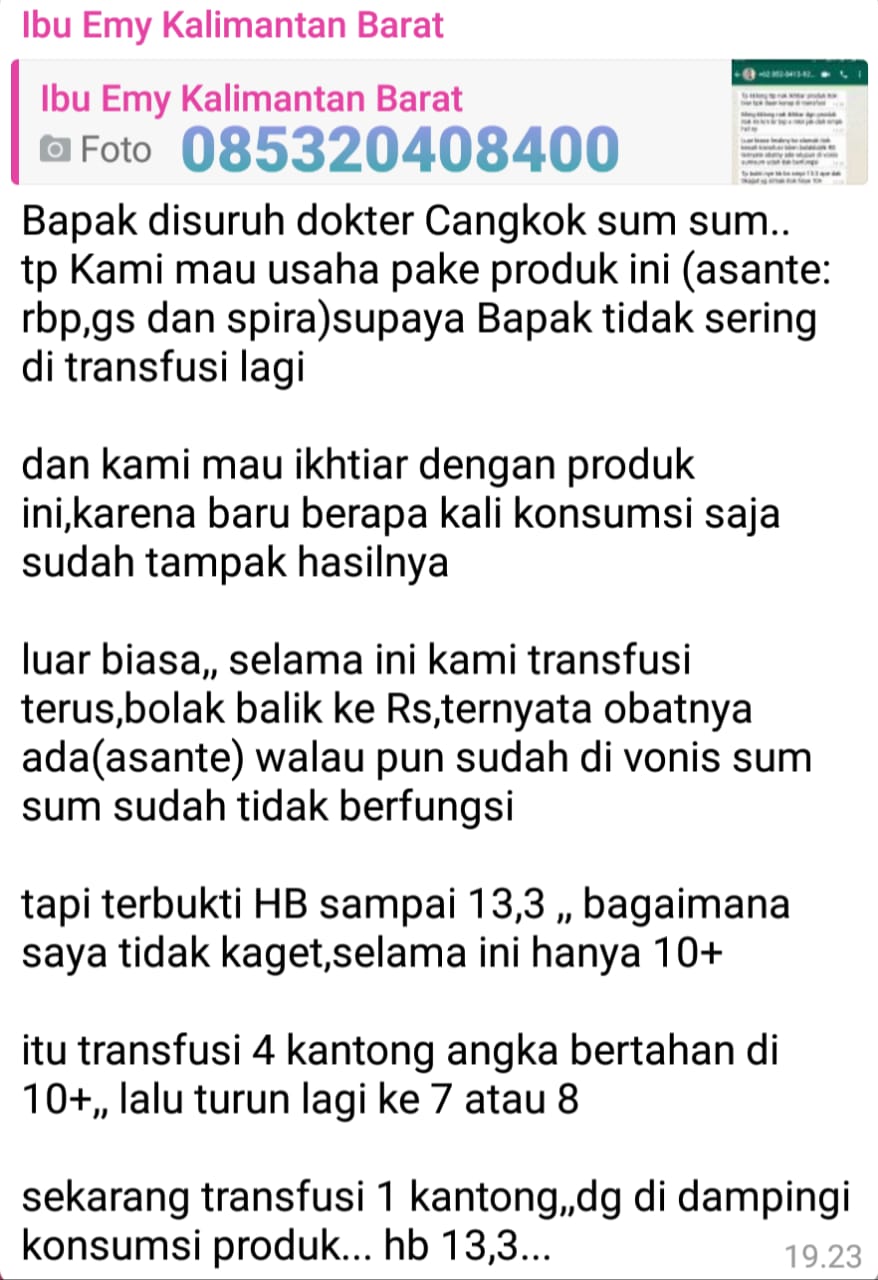 Ibu Emy Kalimantan Barat
Ibu Emy Kalimantan Barat
Foto 085320408400
Bapak disuruh dokter Cangkok sum sum..
tp Kami mau usaha pake produk ini (asante:
rbp,gs dan spira)supaya Bapak tidak sering
di transfusi lagi
dan kami mau ikhtiar dengan produk
ini,karena baru berapa kali konsumsi saja
sudah tampak hasilnya
luar biasa,, selama ini kami transfusi
terus,bolak balik ke Rs,ternyata obatnya
ada(asante) walau pun sudah di vonis sum
sum sudah tidak berfungsi
tapi terbukti HB sampai 13,3 ,, bagaimana
saya tidak kaget,selama ini hanya 10+
itu transfusi 4 kantong angka bertahan di
10+,, lalu turun lagi ke 7 atau 8
sekarang transfusi 1 kantong,,dg di dampingi
konsumsi produk... hb 13,3...
19.23